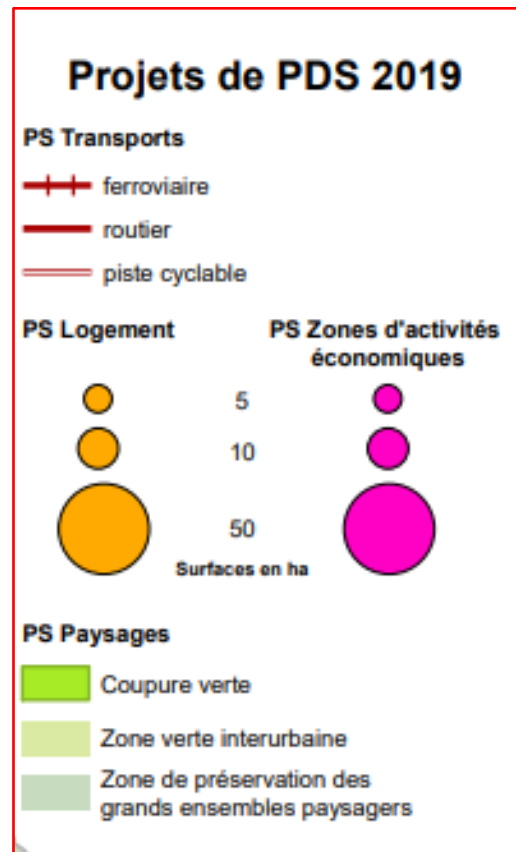 Projets de PDS 2019
PS Transports
ferroviaire
routier
piste cyclable
PS Logement
PS Zones d'activités
économiques
5
10
50
Surfaces en ha
PS Paysages
Coupure verte
Zone verte interurbaine
Zone de préservation des
grands ensembles paysagers